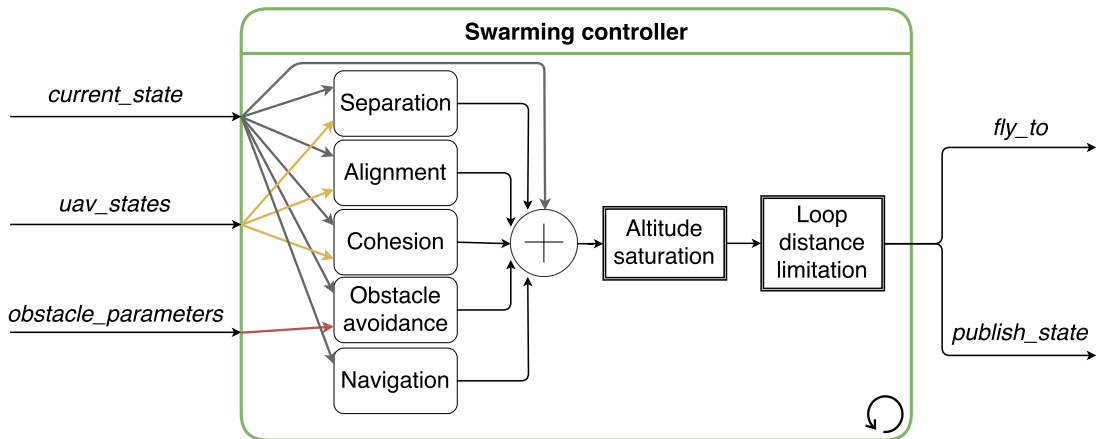 Swarming controller
current_state
uav_states
obstacle_parameters
Separation
Alignment
Cohesion
Obstacle
avoidance
Navigation
Altitude
saturation
Loop
distance
limitation
fly_to
publish_state